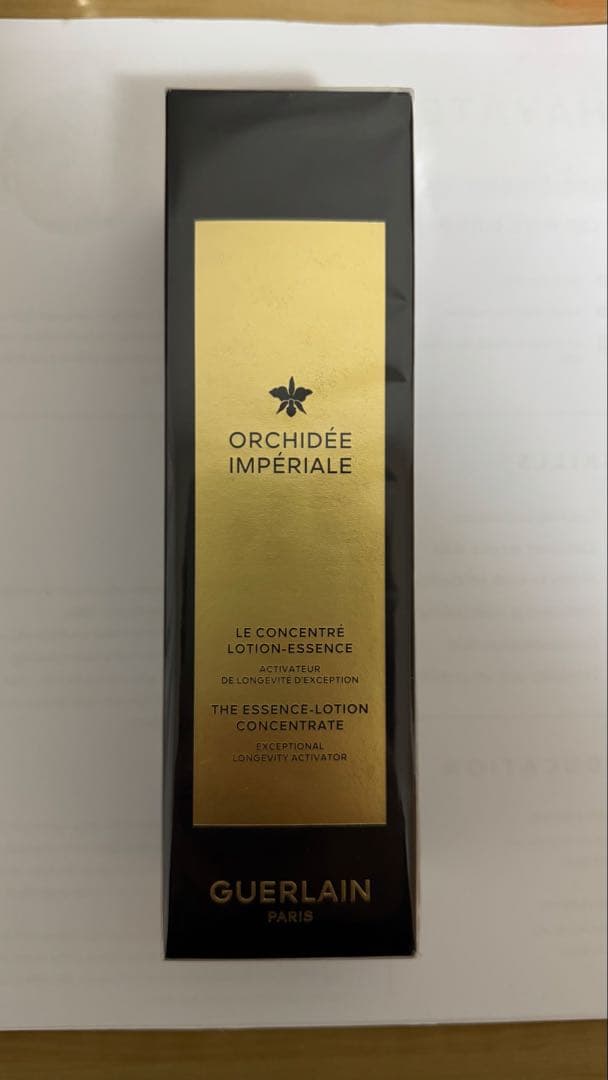 ORCHIDÉE
IMPÉRIALE
LE CONCENTRÉ
LOTION-ESSENCE
ACTIVATEUR
DE LONGEVITÉ D'EXCEPTION
THE ESSENCE-LOTION
CONCENTRATE
EXCEPTIONAL
LONGEVITY ACTIVATOR
GUERLAIN
PARIS